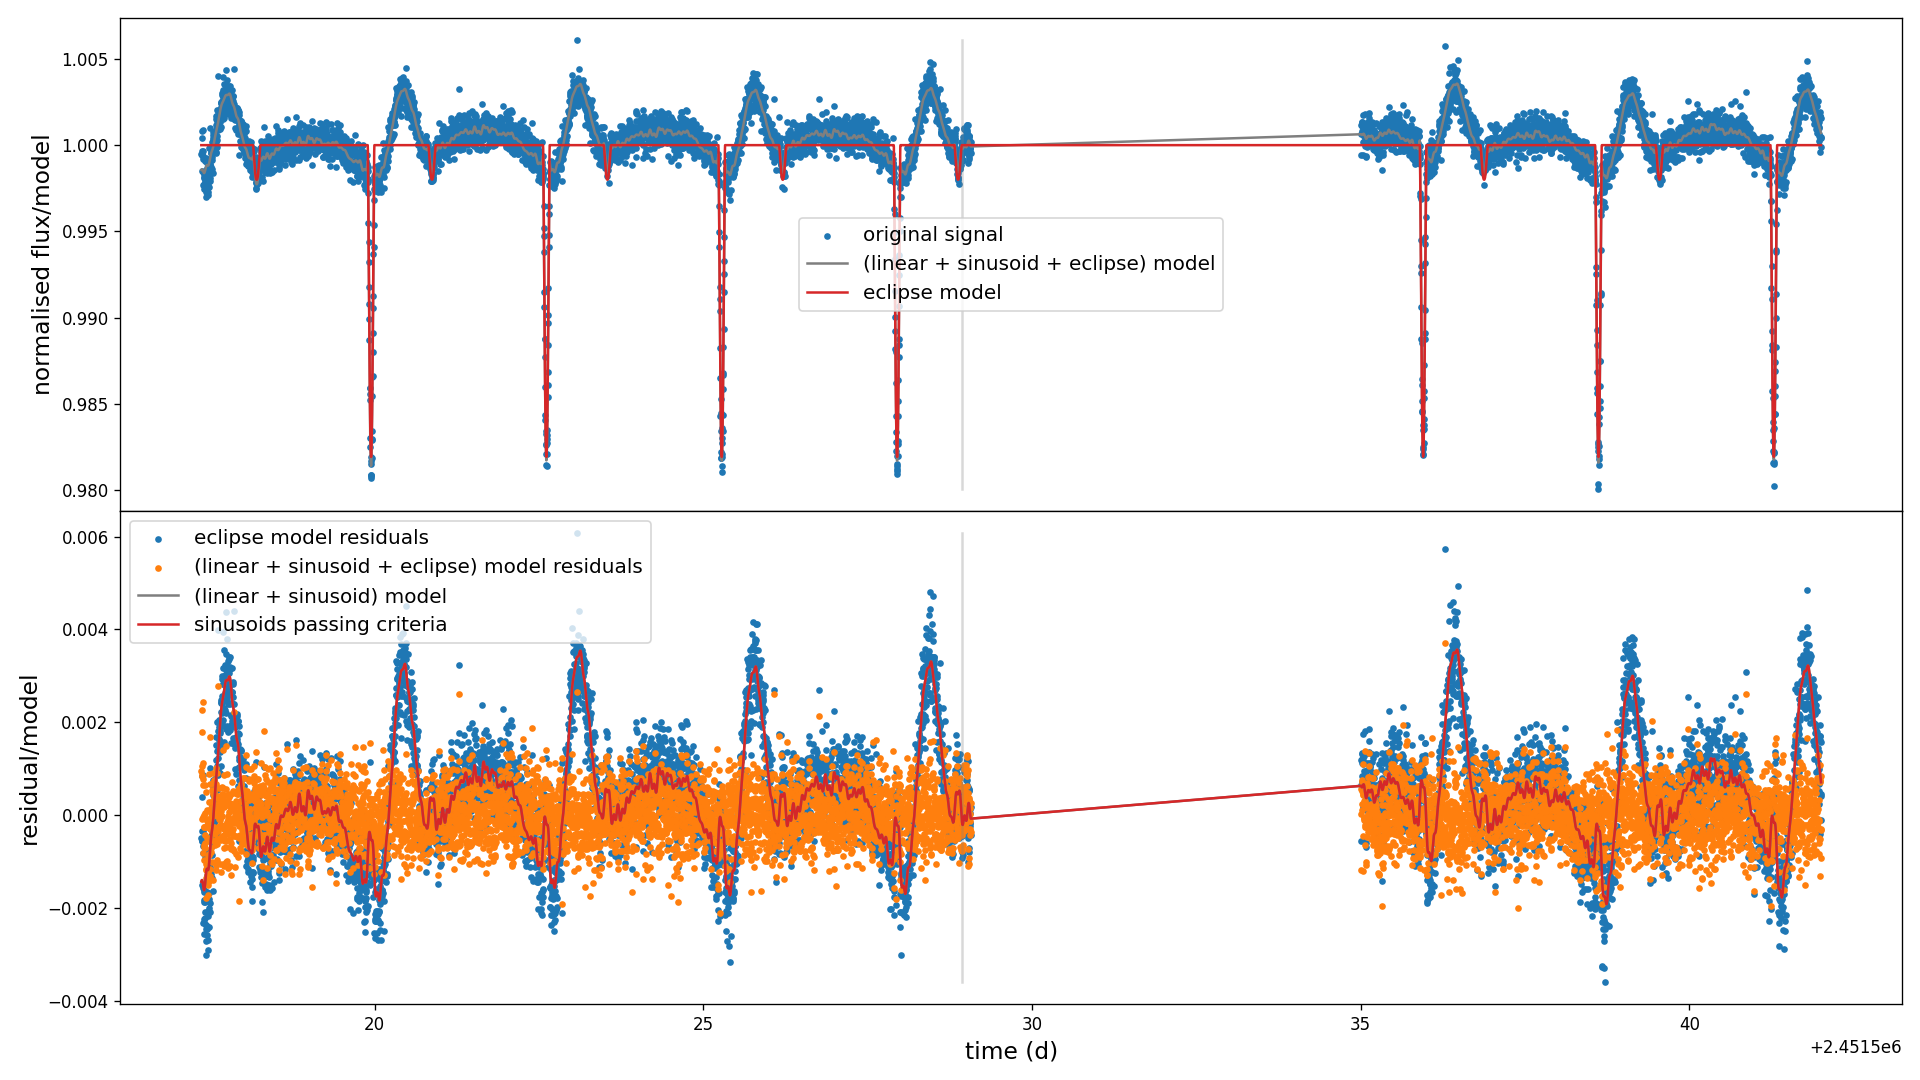 normalised flux/model
1.005
1.000
0.995
0.990
0.985
0.980
original signal
(linear + sinusoid + eclipse) model
eclipse model
residual/model
0.006
0.004
0.002
0.000
−0.002
−0.004
eclipse model residuals
(linear + sinusoid + eclipse) model residuals
(linear + sinusoid) model
sinusoids passing criteria
20
25
30
35
40
time (d)
+2.4515e6